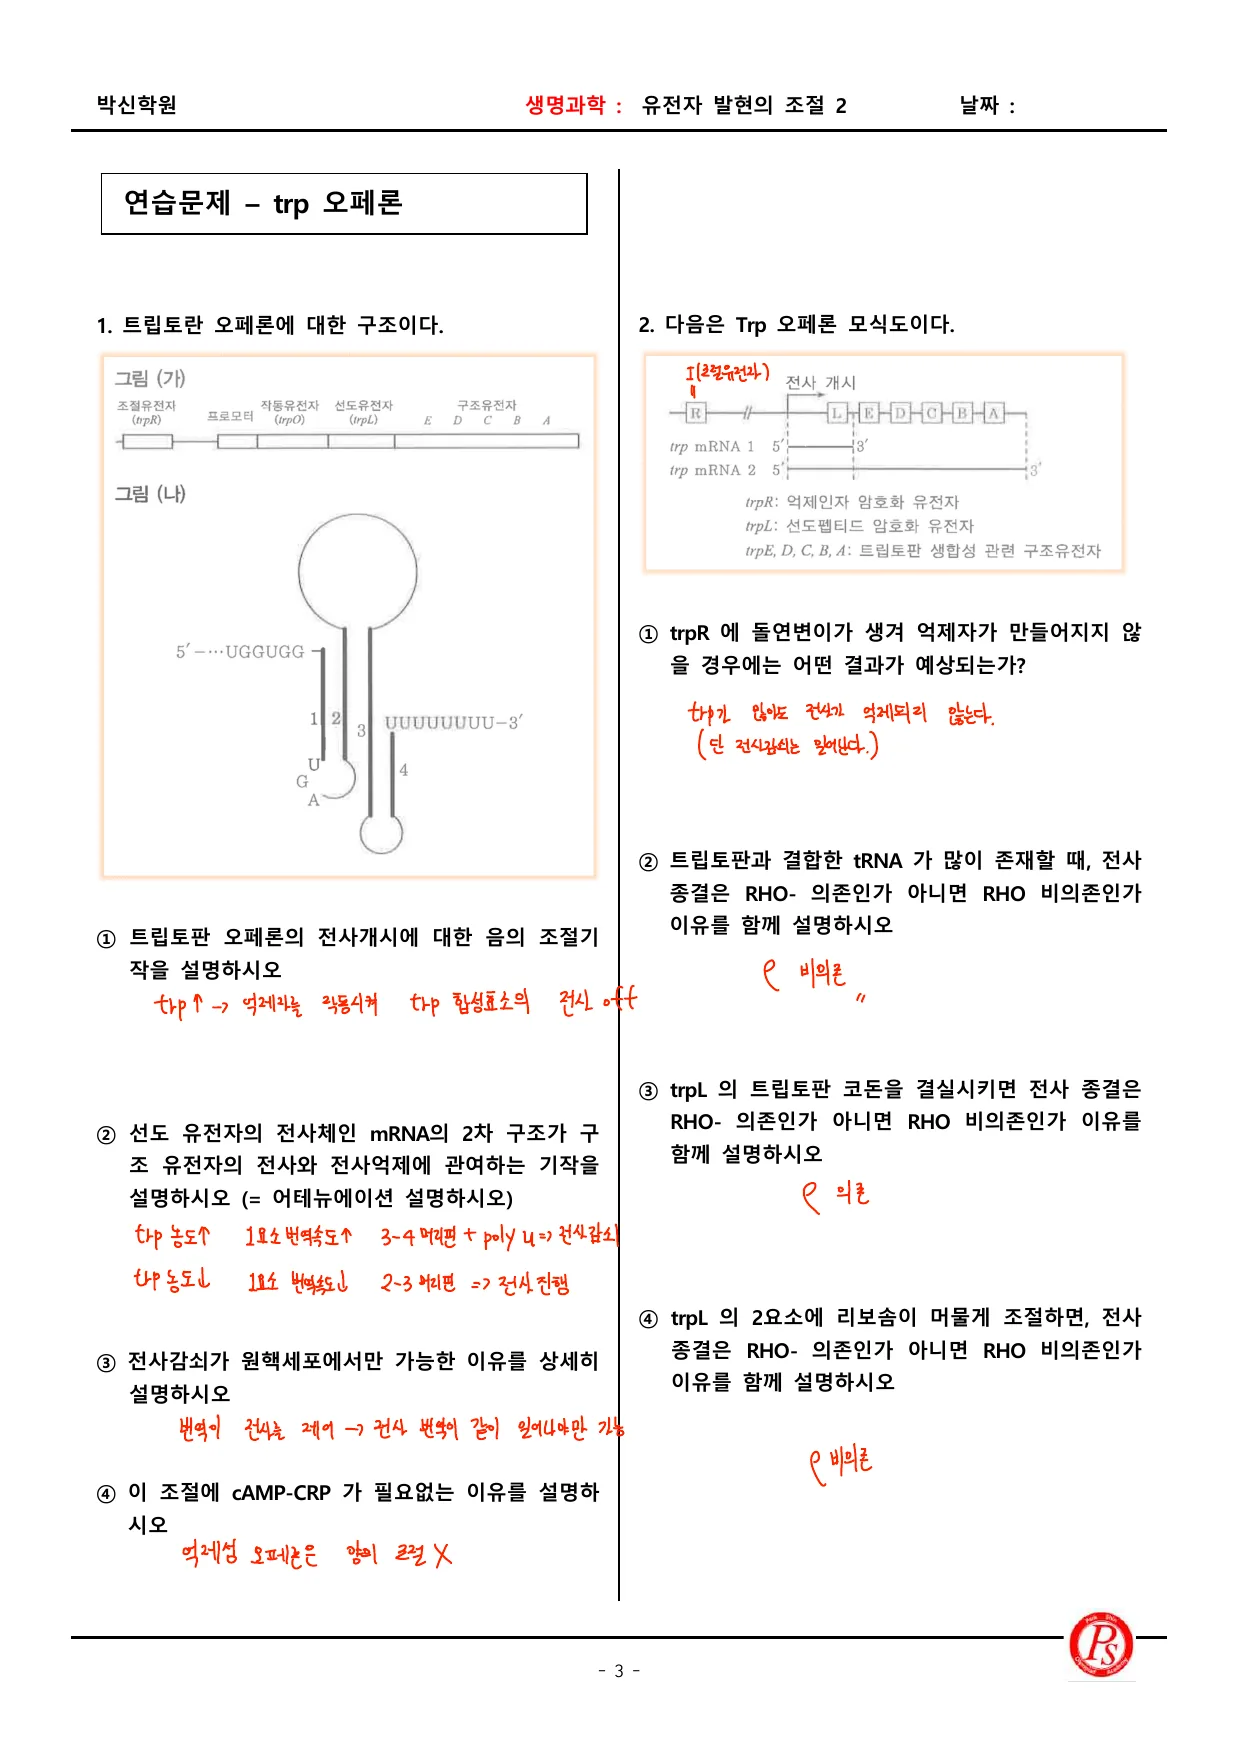 박신학원 생명과학 : 유전자 발현의 조절 2 날짜 :
연습문제 – trp 오페론
1. 트립토란 오페론에 대한 구조이다.
그림 (가)
조절유전자 프로모터 작동유전자 선도유전자 구조유전자
(trpR) (trpO) (trpL) E D C B A
그림 (나)
5′–…UGGUGG
1 2 3 UUUUUUUU–3′
U
G
A
4
① 트립토판 오페론의 전사개시에 대한 음의 조절기
작을 설명하시오
trp↑ → 억제자를 작동시켜 trp 합성효소의 전사 off
② 선도 유전자의 전사체인 mRNA의 2차 구조가 구
조 유전자의 전사와 전사억제에 관여하는 기작을
설명하시오 (= 어테뉴에이션 설명하시오)
trp 농도↑ 1요소 번역속도↑ 3-4 머리핀 + poly u => 전사감쇠
trp 농도↓ 1요소 번역속도↓ 2-3 머리핀 => 전사 진행
③ 전사감쇠가 원핵세포에서만 가능한 이유를 상세히
설명하시오
번역이 전사를 제어 → 전사 번역이 같이 일어나야만 가능
④ 이 조절에 cAMP-CRP 가 필요없는 이유를 설명하
시오
억제성 오페론은 양의 조절 X
2. 다음은 Trp 오페론 모식도이다.
I(조절유전자)
전사 개시
R L E D C B A
trp mRNA 1 5′ 3′
trp mRNA 2 5′ 3′
trpR: 억제인자 암호화 유전자
trpL: 선도펩티드 암호화 유전자
trpE, D, C, B, A: 트립토판 생합성 관련 구조유전자
① trpR 에 돌연변이가 생겨 억제자가 만들어지지 않
을 경우에는 어떤 결과가 예상되는가?
trp가 많아도 전사가 억제되지 않는다.
(단 전사감쇠는 일어난다.)
② 트립토판과 결합한 tRNA 가 많이 존재할 때, 전사
종결은 RHO- 의존인가 아니면 RHO 비의존인가
이유를 함께 설명하시오
ρ 비의존
〃
③ trpL 의 트립토판 코돈을 결실시키면 전사 종결은
RHO- 의존인가 아니면 RHO 비의존인가 이유를
함께 설명하시오
ρ 의존
④ trpL 의 2요소에 리보솜이 머물게 조절하면, 전사
종결은 RHO- 의존인가 아니면 RHO 비의존인가
이유를 함께 설명하시오
ρ 비의존
PS
- 3 -